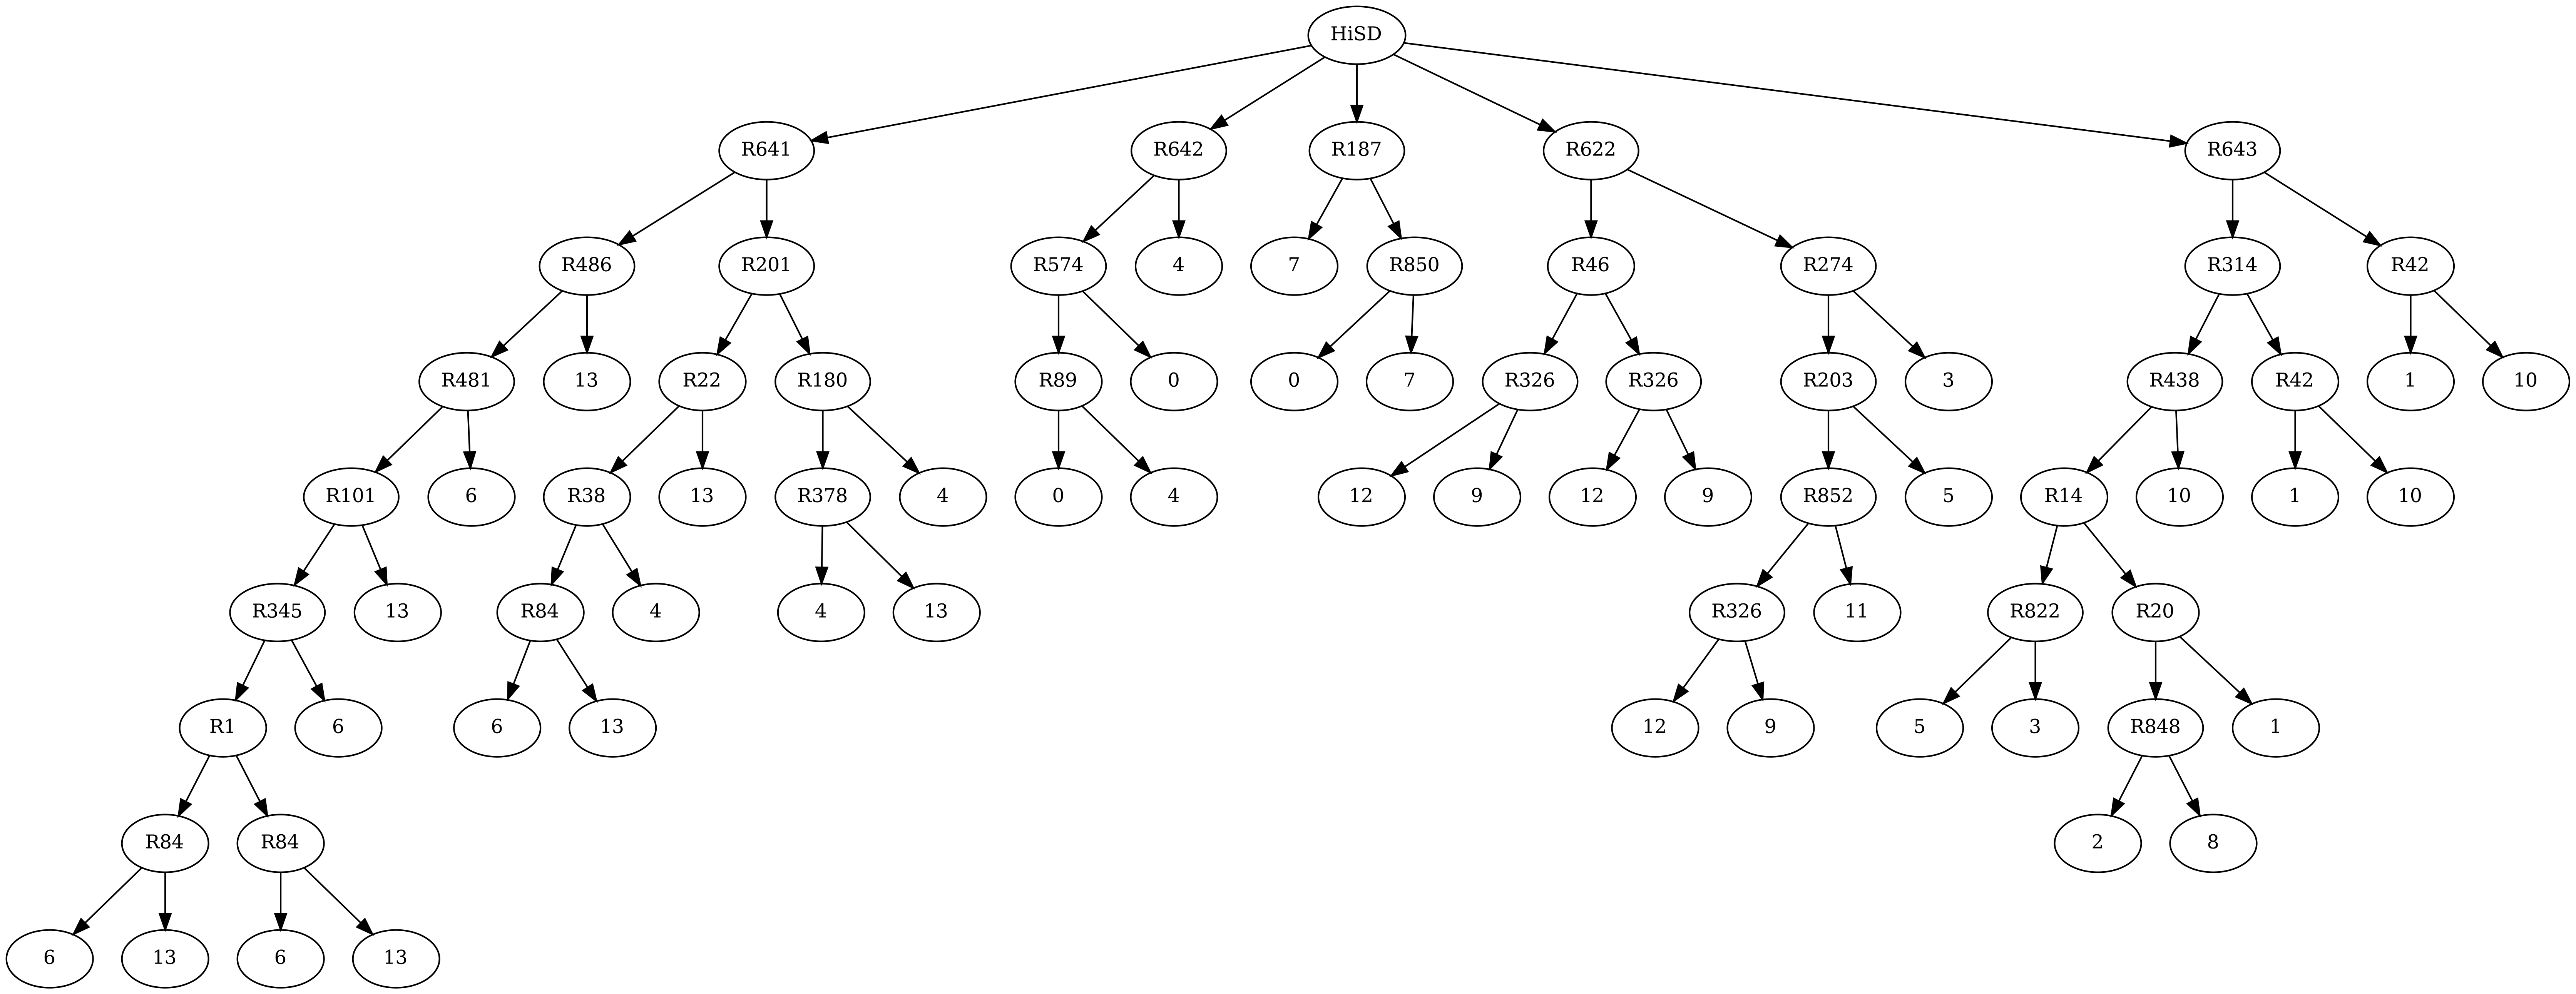 HiSD
R641 R642 R187 R622 R643
R486 R201 R574 4 7 R850 R46 R274 R314 R42
R481 13 R22 R180 R89 0 0 7 R326 R326 R203 3 R438 R42 1 10
R101 6 R38 13 R378 4 0 4 12 9 12 9 R852 5 R14 10 1 10
R345 13 R84 4 4 13 R326 11 R822 R20
R1 6 6 13 12 9 5 3 R848 1
R84 R84 2 8
6 13 6 13